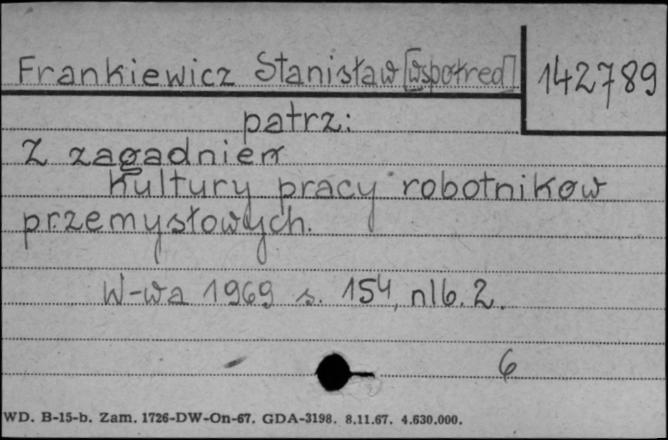 Frankiewicz Stanisław [współred] 142789
patrz:
Z zagadnień
kultury pracy robotników
przemysłowych.
W-wa 1969 s. 154, nlb. 2.
6
WD. B-15-b. Zam. 1726-DW-On-67. GDA-3198. 8.11.67. 4.630.000.